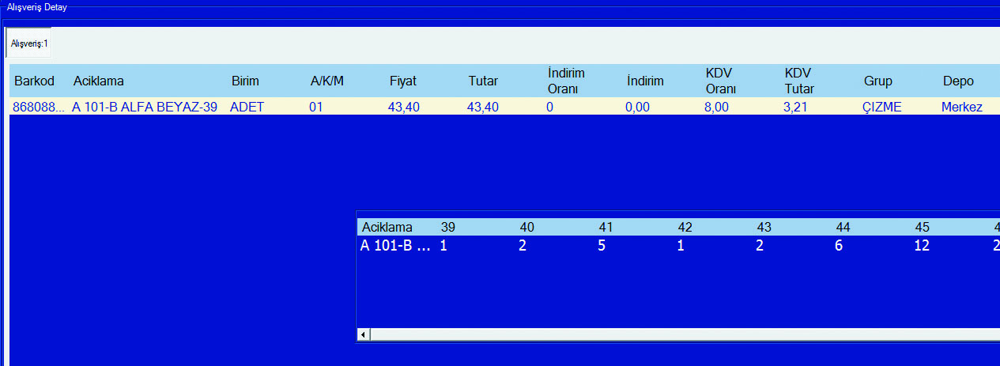 Alışveriş Detay
Alışveriş:1
Barkod Aciklama Birim A/K/M Fiyat Tutar İndirim Oranı İndirim KDV Oranı KDV Tutar Grup Depo
868088... A 101-B ALFA BEYAZ-39 ADET 01 43,40 43,40 0 0,00 8,00 3,21 ÇIZME Merkez
Aciklama 39 40 41 42 43 44 45
A 101-B ... 1 2 5 1 2 6 12 2